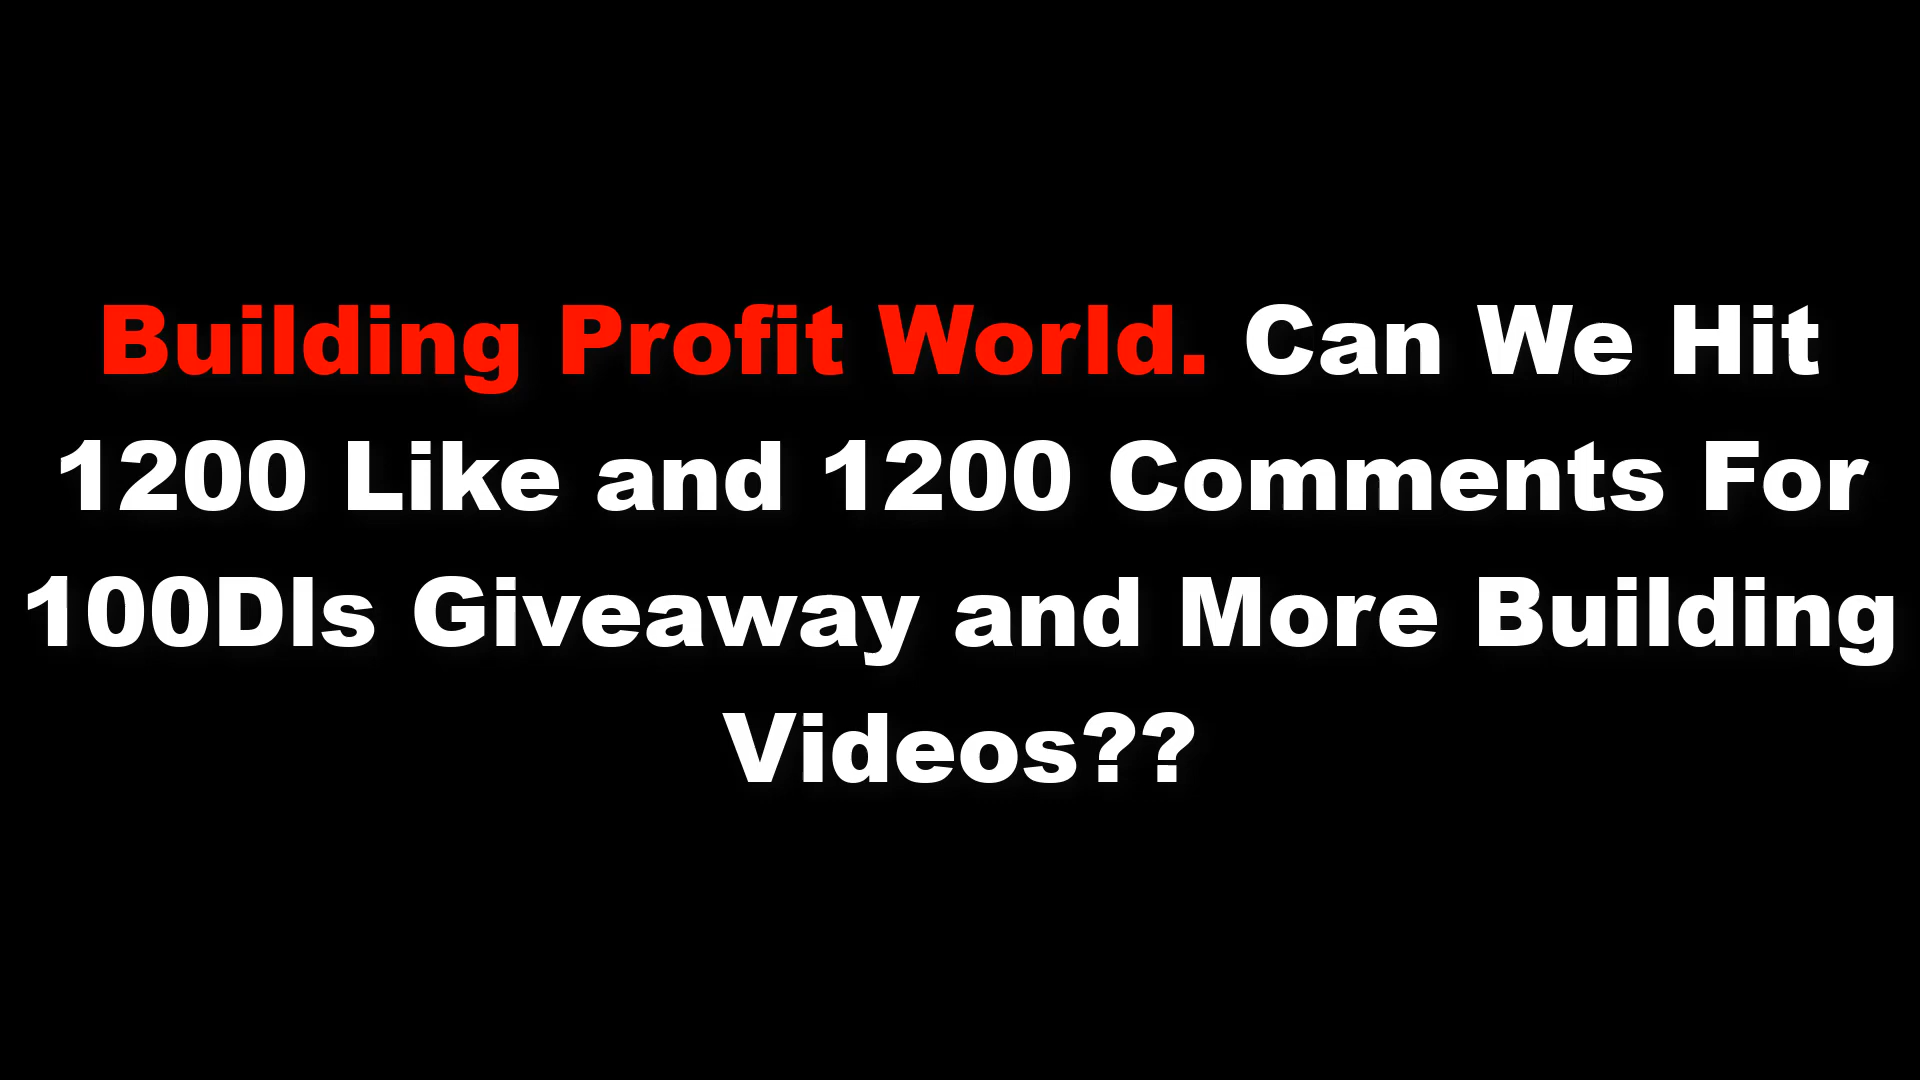 Building Profit World. Can We Hit
1200 Like and 1200 Comments For
100Dls Giveaway and More Building
Videos??